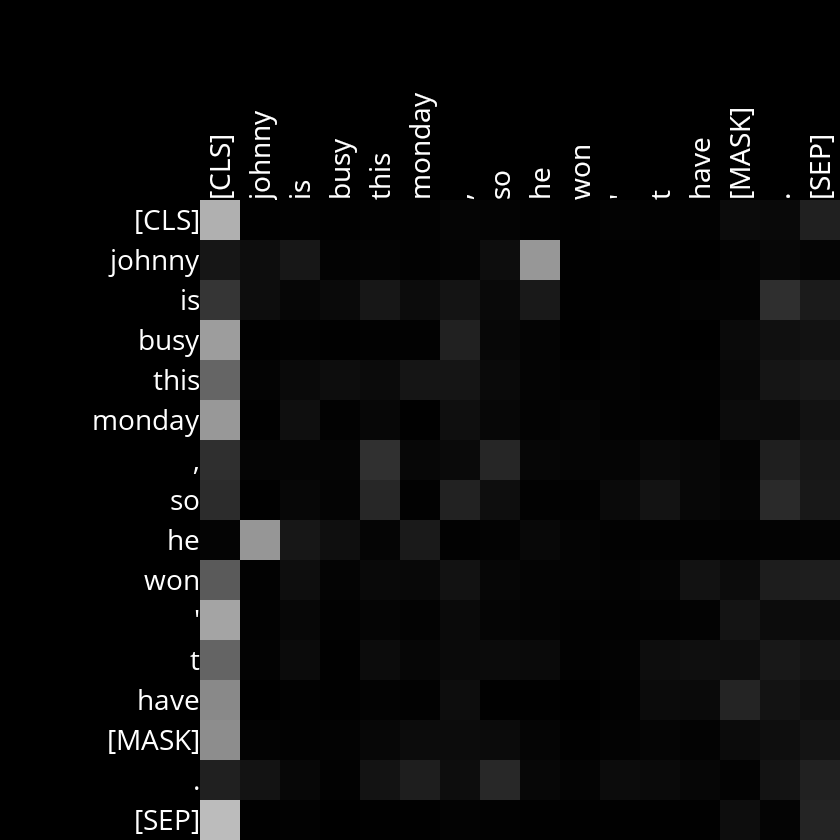 [CLS] johnny is busy this monday , so he won ' t have [MASK] . [SEP]
[CLS]
johnny
is
busy
this
monday
,
so
he
won
'
t
have
[MASK]
.
[SEP]